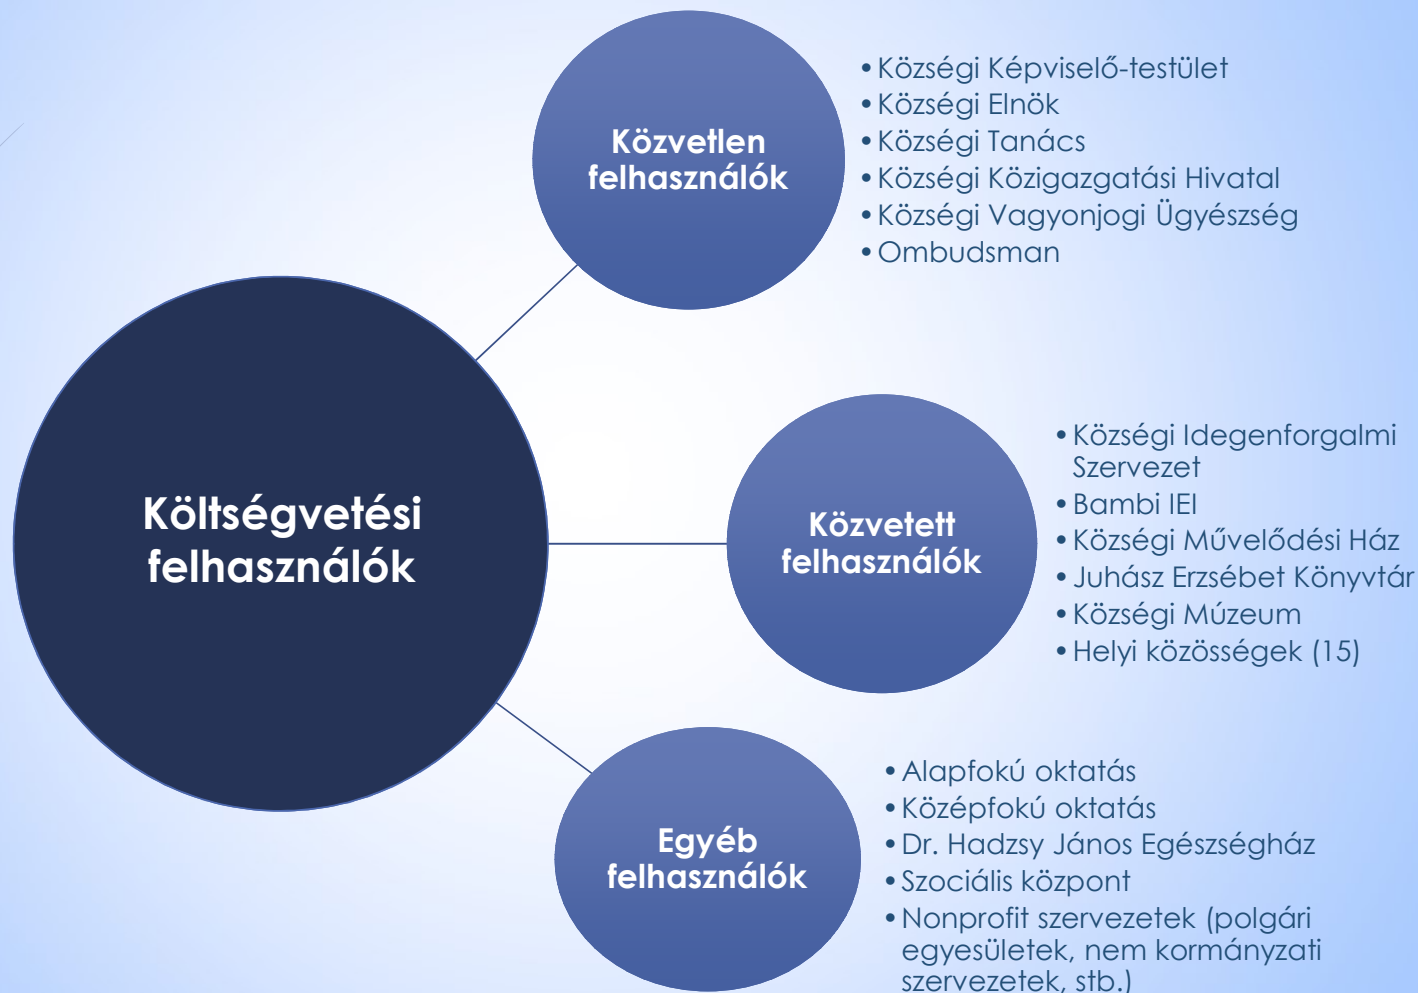 Költségvetési
felhasználók
Közvetlen
felhasználók
• Községi Képviselő-testület
• Községi Elnök
• Községi Tanács
• Községi Közigazgatási Hivatal
• Községi Vagyonjogi Ügyészség
• Ombudsman
Közvetett
felhasználók
• Községi Idegenforgalmi
Szervezet
• Bambi IEI
• Községi Művelődési Ház
• Juhász Erzsébet Könyvtár
• Községi Múzeum
• Helyi közösségek (15)
Egyéb
felhasználók
• Alapfokú oktatás
• Középfokú oktatás
• Dr. Hadzsy János Egészségház
• Szociális központ
• Nonprofit szervezetek (polgári
egyesületek, nem kormányzati
szervezetek, stb.)